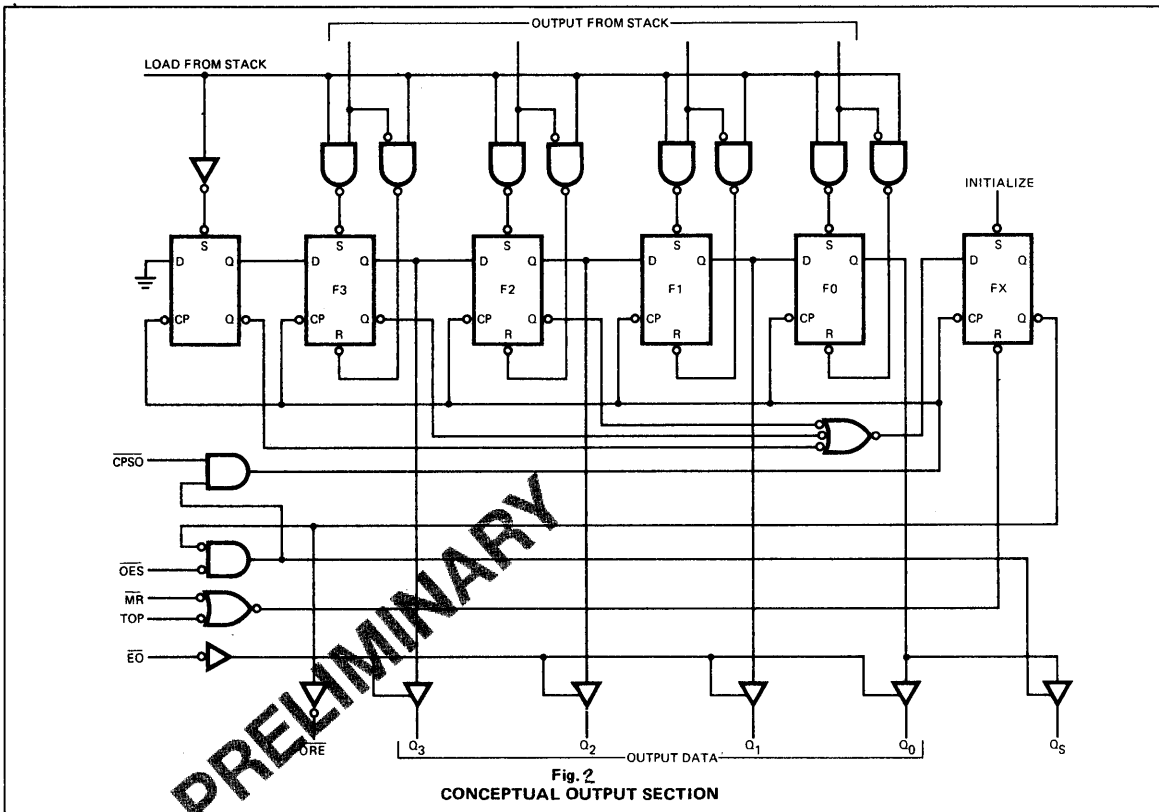 OUTPUT FROM STACK
LOAD FROM STACK
INITIALIZE
S
S
S
S
S
S
D Q
D Q
D Q
D Q
D Q
D
F3
F2
F1
F0
FX
CP Q
CP Q
CP Q
CP
CP
CP Q
R
R
R
R
R
CPSO
OES
MR
TOP
EO
PRELIMINARY
ORE
Q3
Q2
Q1
Q0
QS
OUTPUT DATA
Fig. 2
CONCEPTUAL OUTPUT SECTION